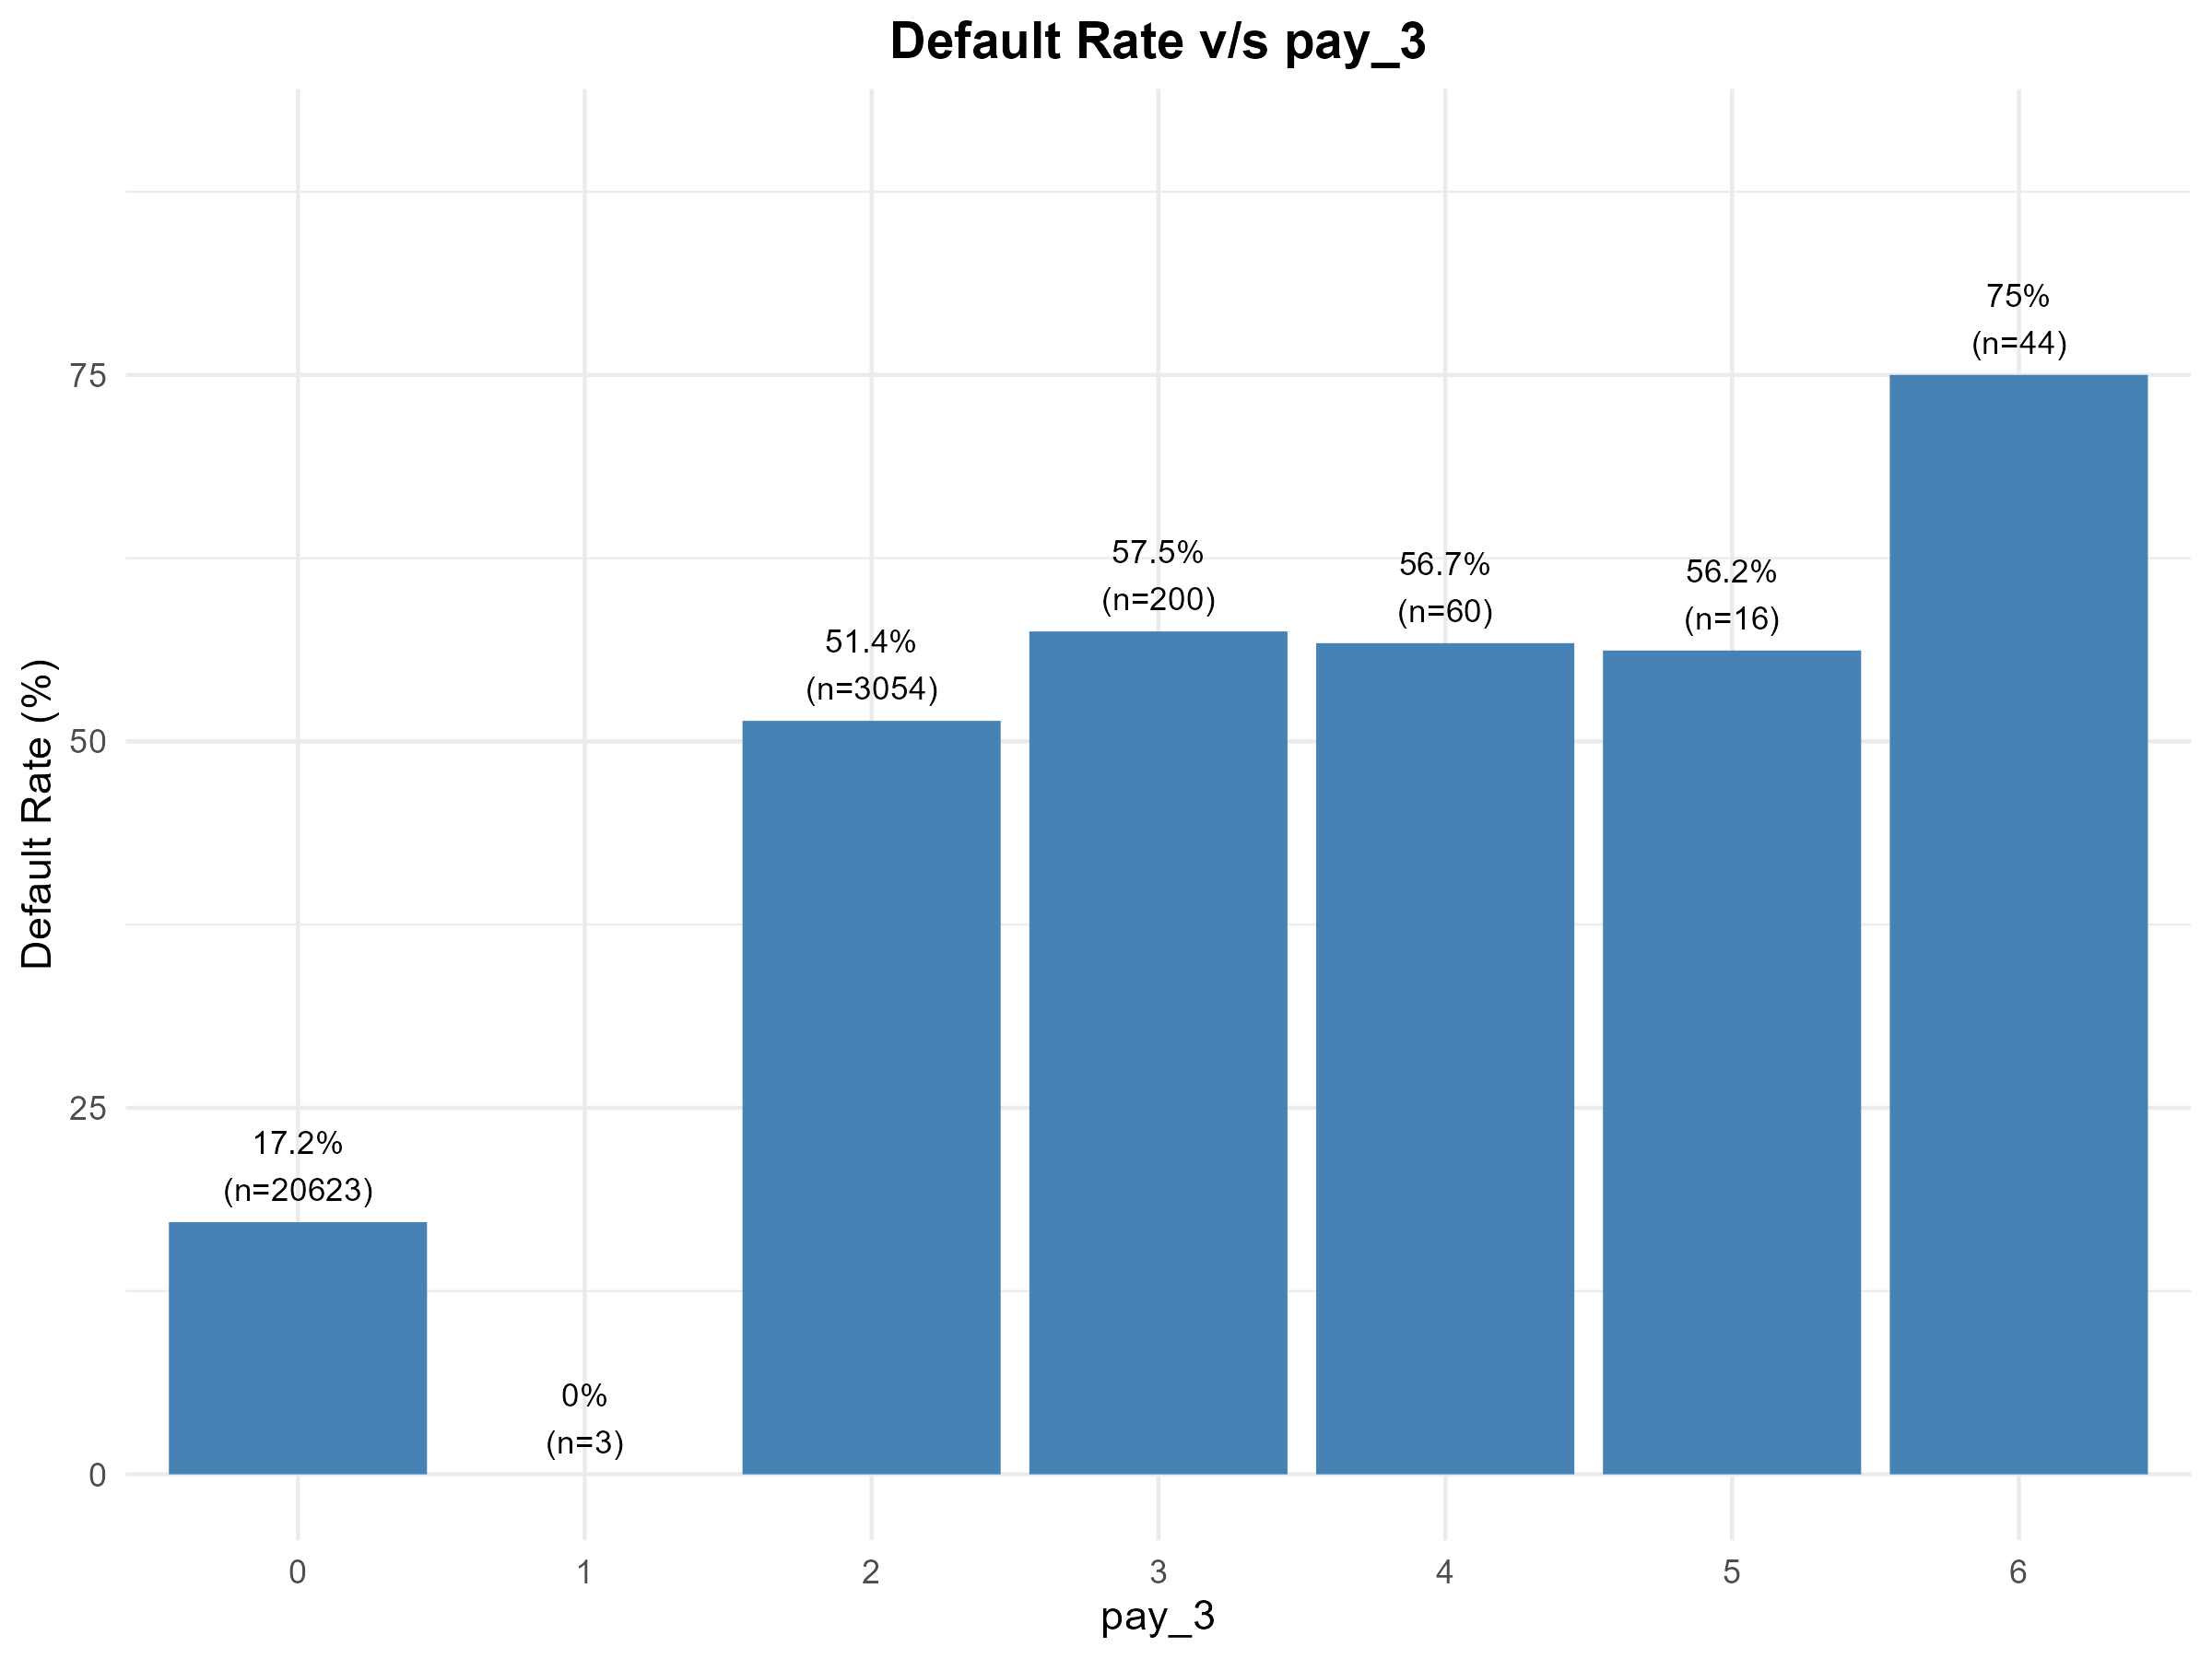 Default Rate v/s pay_3
Default Rate (%)
75
50
25
0
17.2%
(n=20623)
0%
(n=3)
51.4%
(n=3054)
57.5%
(n=200)
56.7%
(n=60)
56.2%
(n=16)
75%
(n=44)
0
1
2
3
4
5
6
pay_3